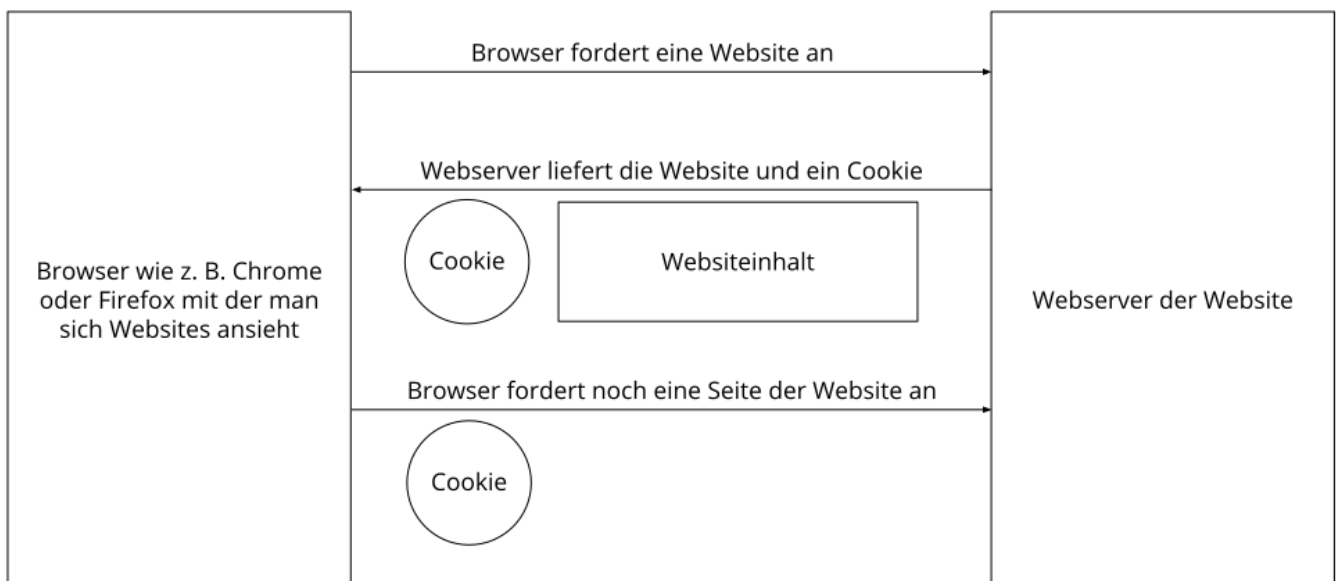 Browser fordert eine Website an
Webserver liefert die Website und ein Cookie
Cookie
Websiteinhalt
Browser wie z. B. Chrome
oder Firefox mit der man
sich Websites ansieht
Webserver der Website
Browser fordert noch eine Seite der Website an
Cookie